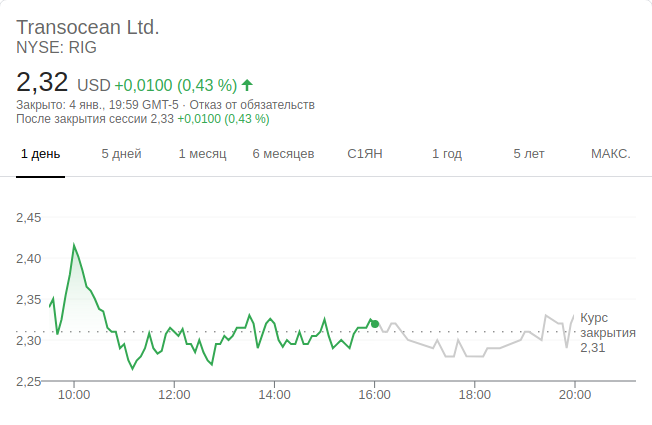 Transocean Ltd.
NYSE: RIG
2,32 USD +0,0100 (0,43 %)
Закрыто: 4 янв., 19:59 GMT-5 · Отказ от обязательств
После закрытия сессии 2,33 +0,0100 (0,43 %)
1 день 5 дней 1 месяц 6 месяцев С1ЯН 1 год 5 лет МАКС.
2,45
2,40
2,35
2,30
2,25
Курс
закрытия
2,31
10:00 12:00 14:00 16:00 18:00 20:00